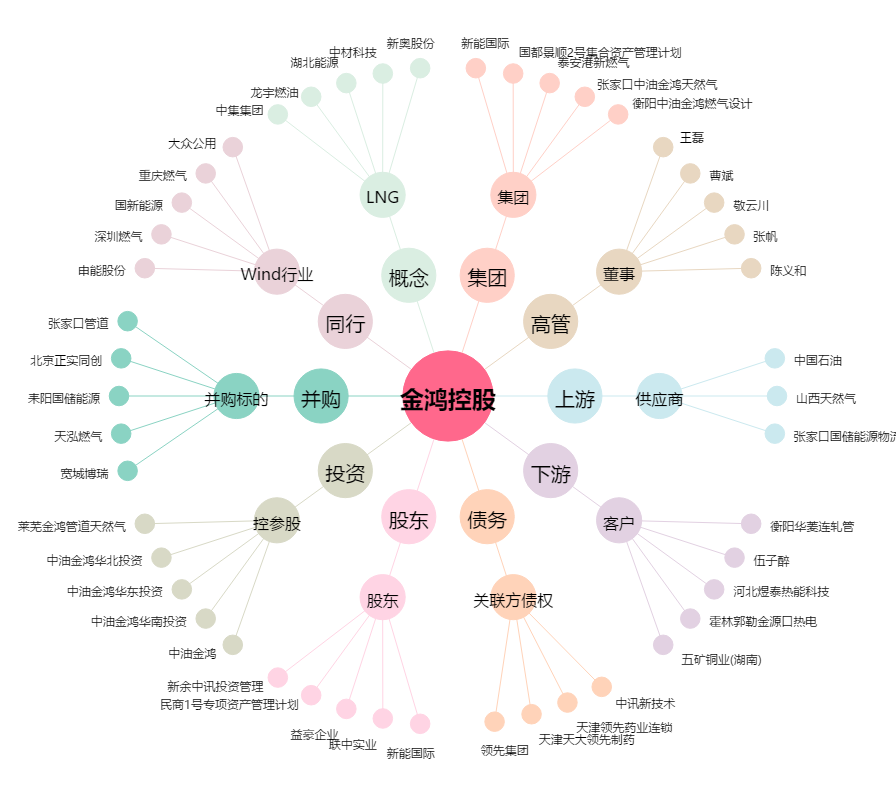 新奥股份
新能国际
中材科技
国都景顺2号集合资产管理计划
湖北能源
泰安港新燃气
龙宇燃油
张家口中油金鸿天然气
中集集团
衡阳中油金鸿燃气设计
大众公用
王磊
重庆燃气
曹斌
LNG
集团
国新能源
敬云川
深圳燃气
张帆
申能股份
Wind行业
概念
集团
董事
陈义和
张家口管道
同行
高管
北京正实同创
中国石油
耒阳国储能源
并购标的
并购
金鸿控股
上游
供应商
山西天然气
天泓燃气
张家口国储能源物流
宽城博瑞
投资
下游
莱芜金鸿管道天然气
控参股
股东
债务
客户
衡阳华菱连轧管
中油金鸿华北投资
伍子醉
中油金鸿华东投资
股东
关联方债权
河北煜泰热能科技
中油金鸿华南投资
霍林郭勒金源口热电
中油金鸿
五矿铜业(湖南)
新余中讯投资管理
民商1号专项资产管理计划
中讯新技术
益豪企业
天津领先药业连锁
联中实业
天津天大领先制药
新能国际
领先集团